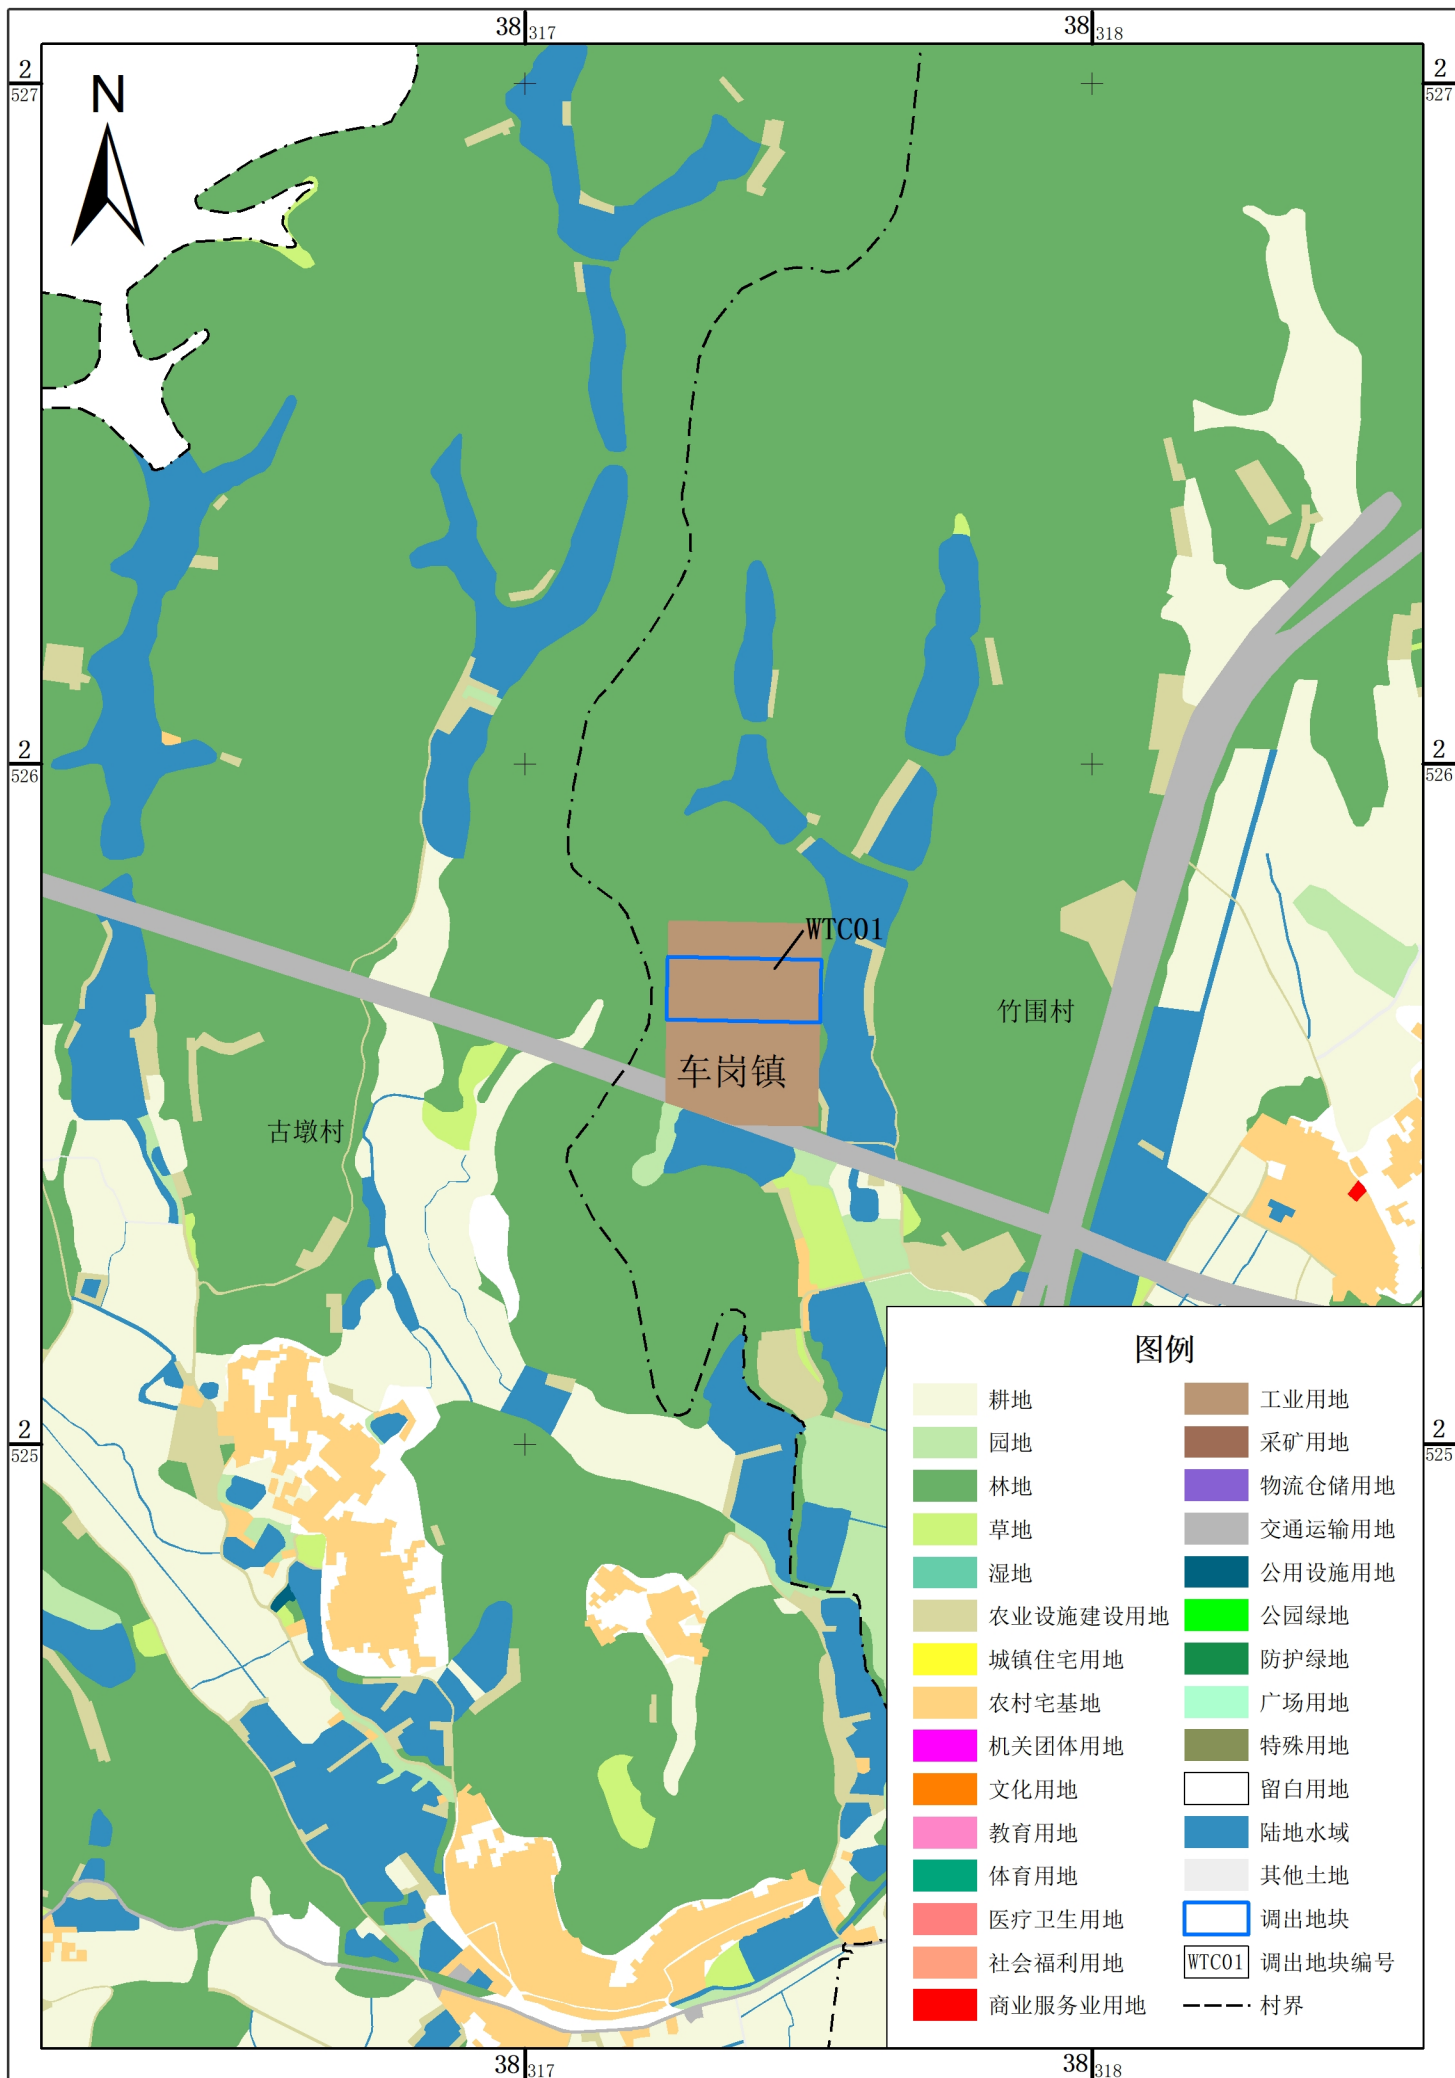 38 317
38 318
2
527
2
527
N
2
526
2
526
WTC01
竹围村
车岗镇
古墩村
图例
耕地
园地
林地
草地
湿地
农业设施建设用地
城镇住宅用地
农村宅基地
机关团体用地
文化用地
教育用地
体育用地
医疗卫生用地
社会福利用地
商业服务业用地
工业用地
采矿用地
物流仓储用地
交通运输用地
公用设施用地
公园绿地
防护绿地
广场用地
特殊用地
留白用地
陆地水域
其他土地
调出地块
WTC01 调出地块编号
村界
2
525
2
525
38 317
38 318